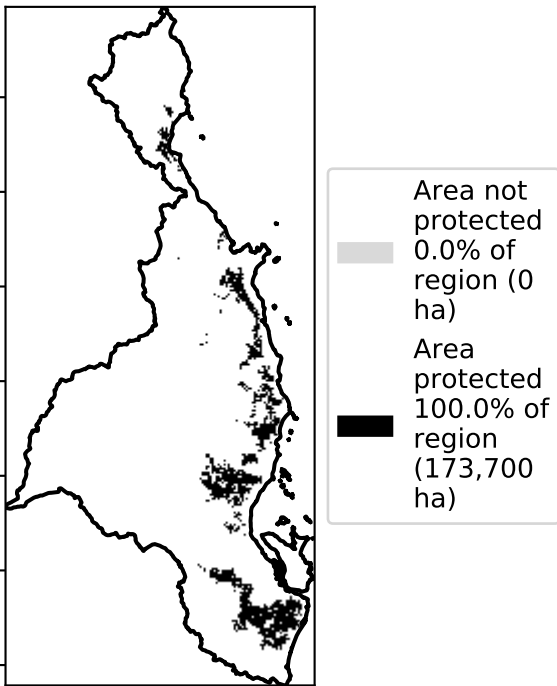 Area not
protected
0.0% of
region (0
ha)
Area
protected
100.0% of
region
(173,700
ha)